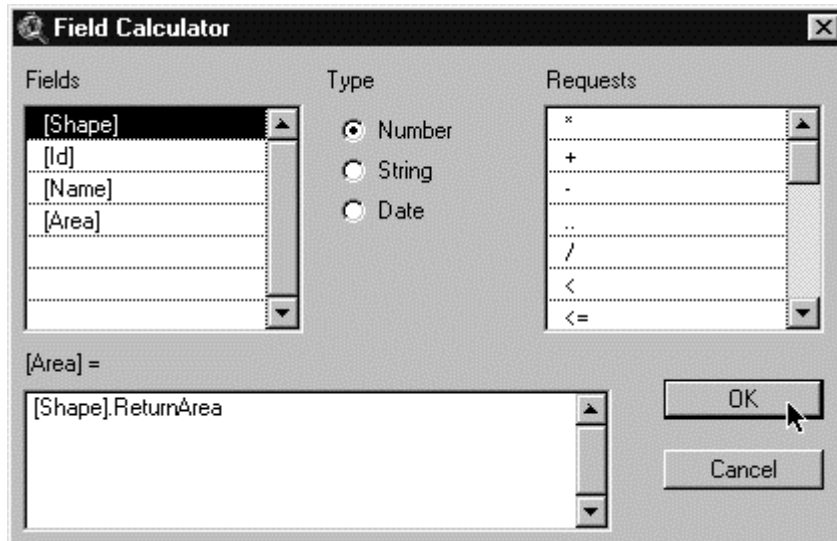 Field Calculator
Fields
Type
Requests
[Shape]
[Id]
[Name]
[Area]
Number
String
Date
*
+
-
..
/
<
<=
[Area] =
[Shape].ReturnArea
OK
Cancel